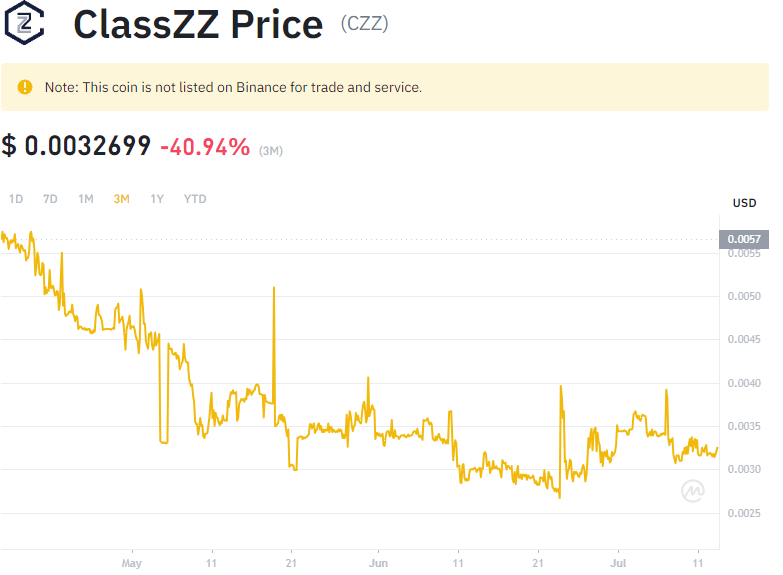 ClassZZ Price (CZZ)
Note: This coin is not listed on Binance for trade and service.
$ 0.0032699 -40.94% (3M)
1D 7D 1M 3M 1Y YTD
USD
0.0057
0.0055
0.0050
0.0045
0.0040
0.0035
0.0030
0.0025
May 11 21 Jun 11 21 Jul 11